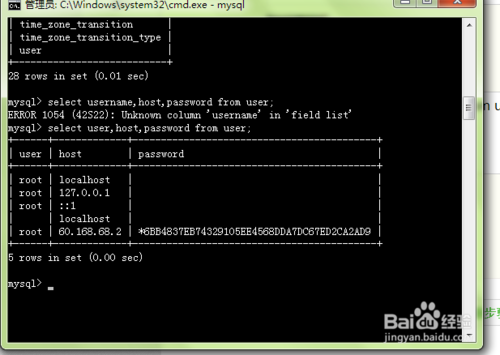 管理员: C:\Windows\system32\cmd.exe - mysql
| time_zone_transition |
| time_zone_transition_type |
| user |
+---------------------------+
28 rows in set (0.01 sec)
mysql> select username,host,password from user;
ERROR 1054 (42S22): Unknown column 'username' in 'field list'
mysql> select user,host,password from user;
+------+-------------+-------------------------------------------+
| user | host | password |
+------+-------------+-------------------------------------------+
| root | localhost | |
| root | 127.0.0.1 | |
| root | ::1 | |
| | localhost | |
| root | 60.168.68.2 | *6BB4837EB74329105EE4568DDA7DC67ED2CA2AD9 |
+------+-------------+-------------------------------------------+
5 rows in set (0.00 sec)
mysql> _
n u
步骤
Baidu经验
jingyan.baidu.com